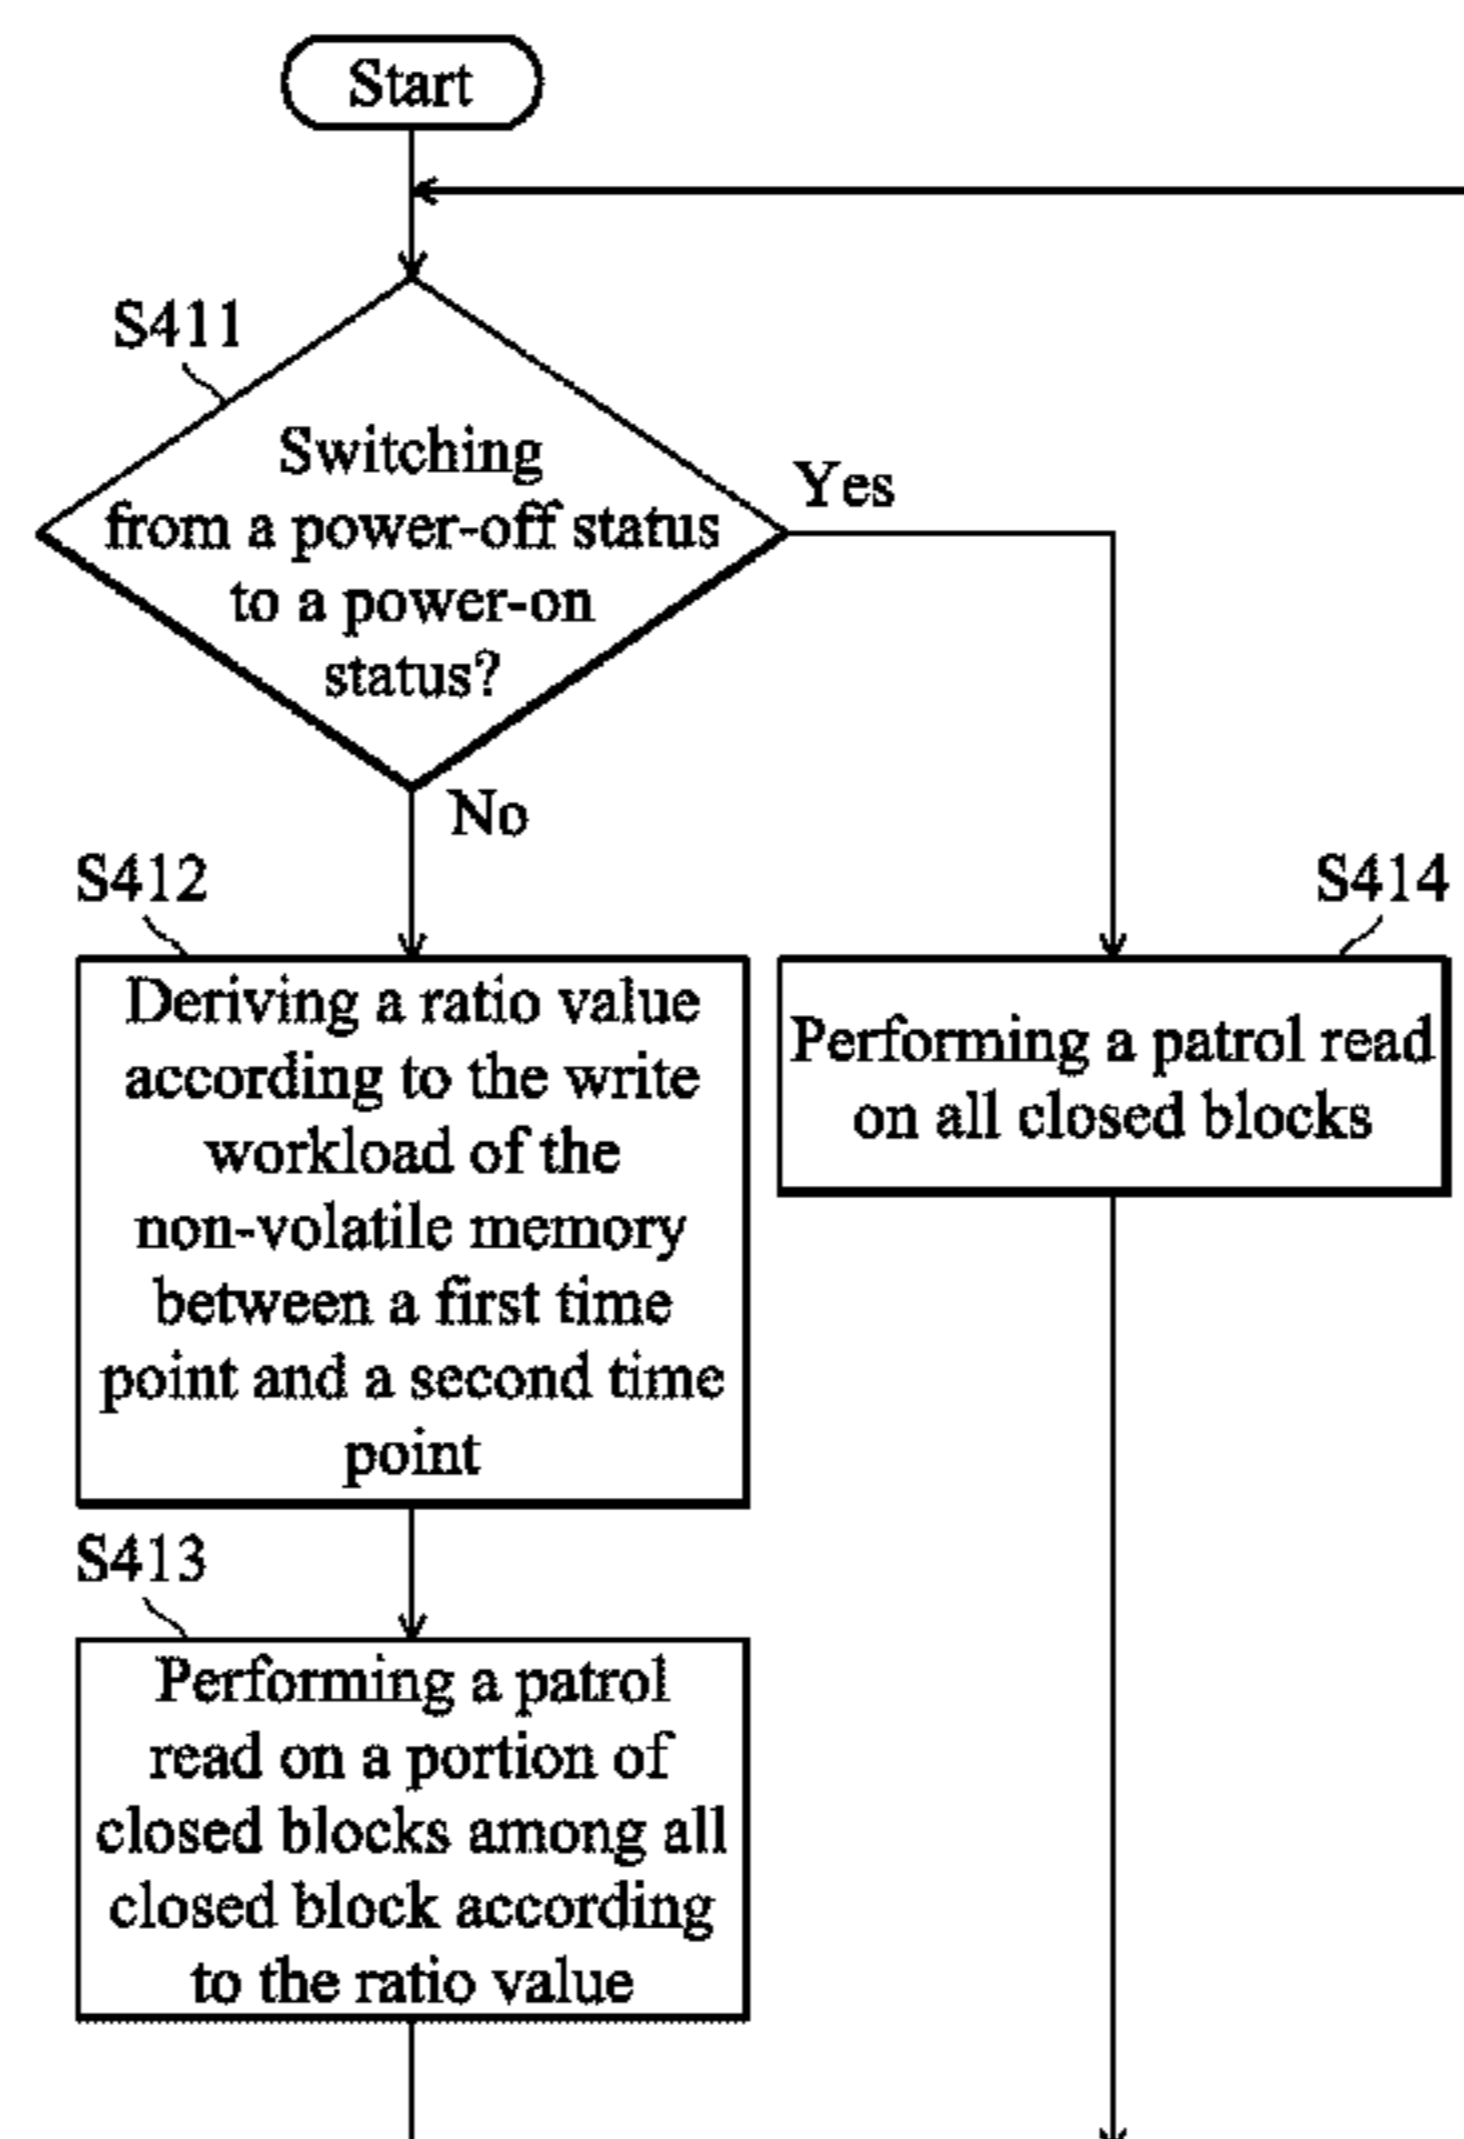 Start
S411
Switching
from a power-off status
to a power-on
status?
Yes
No
S412
Deriving a ratio value
according to the write
workload of the
non-volatile memory
between a first time
point and a second time
point
S414
Performing a patrol read
on all closed blocks
S413
Performing a patrol
read on a portion of
closed blocks among all
closed block according
to the ratio value